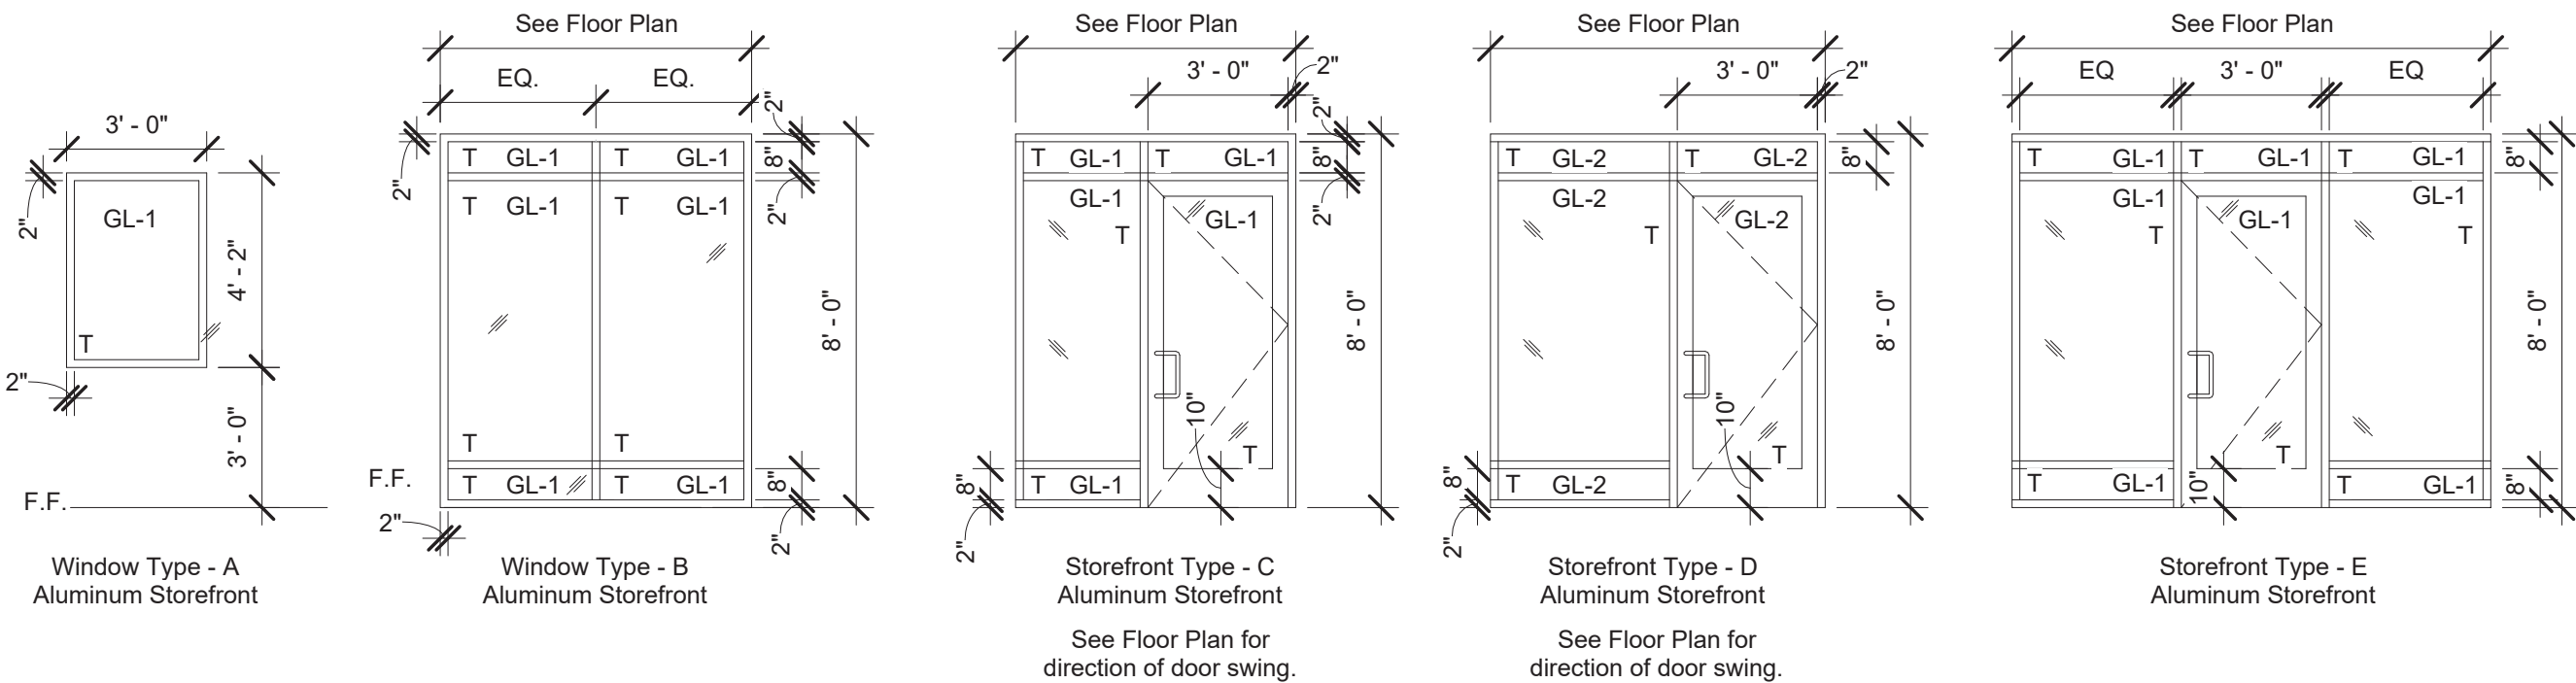 3' - 0"
2"
GL-1
T
4' - 2"
2"
3' - 0"
F.F.
Window Type - A
Aluminum Storefront
See Floor Plan
EQ.
EQ.
2"
2"
T
GL-1
T
GL-1
8"
T
GL-1
T
GL-1
2"
8' - 0"
T
T
T
GL-1
T
GL-1
8"
F.F.
2"
2"
Window Type - B
Aluminum Storefront
See Floor Plan
3' - 0"
2"
2"
T
GL-1
T
GL-1
8"
GL-1
GL-1
2"
T
8' - 0"
10"
T
8"
T
GL-1
2"
Storefront Type - C
Aluminum Storefront
See Floor Plan for
direction of door swing.
See Floor Plan
3' - 0"
2"
T
GL-2
T
GL-2
8"
GL-2
GL-2
T
8' - 0"
10"
T
8"
T
GL-2
2"
Storefront Type - D
Aluminum Storefront
See Floor Plan for
direction of door swing.
See Floor Plan
EQ
3' - 0"
EQ
T
GL-1
T
GL-1
T
GL-1
8"
GL-1
GL-1
GL-1
T
T
8' - 0"
T
T
GL-1
10"
T
GL-1
8"
Storefront Type - E
Aluminum Storefront